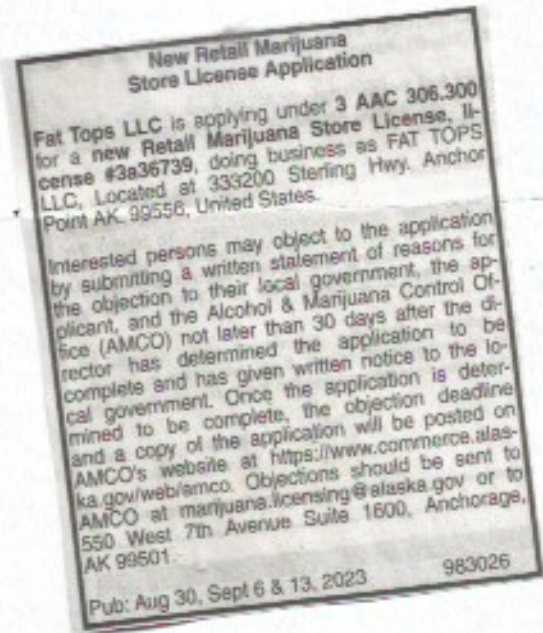 New Retail Marijuana
Store License Application
Fat Tops LLC is applying under 3 AAC 306.300
for a new Retail Marijuana Store License, li-
cense #3a36739, doing business as FAT TOPS
LLC, Located at 333200 Sterling Hwy. Anchor
Point AK, 99556, United States.
Interested persons may object to the application
by submitting a written statement of reasons for
the objection to their local government, the ap-
plicant, and the Alcohol & Marijuana Control Of-
fice (AMCO) not later than 30 days after the di-
rector has determined the application to be
complete and has given written notice to the lo-
cal government. Once the application is deter-
mined to be complete, the objection deadline
and a copy of the application will be posted on
AMCO's website at https://www.commerce.alas-
ka.gov/web/amco. Objections should be sent to
AMCO at marijuana.licensing@alaska.gov or to
550 West 7th Avenue Suite 1600, Anchorage,
AK 99501.
Pub: Aug 30, Sept 6 & 13, 2023 983026